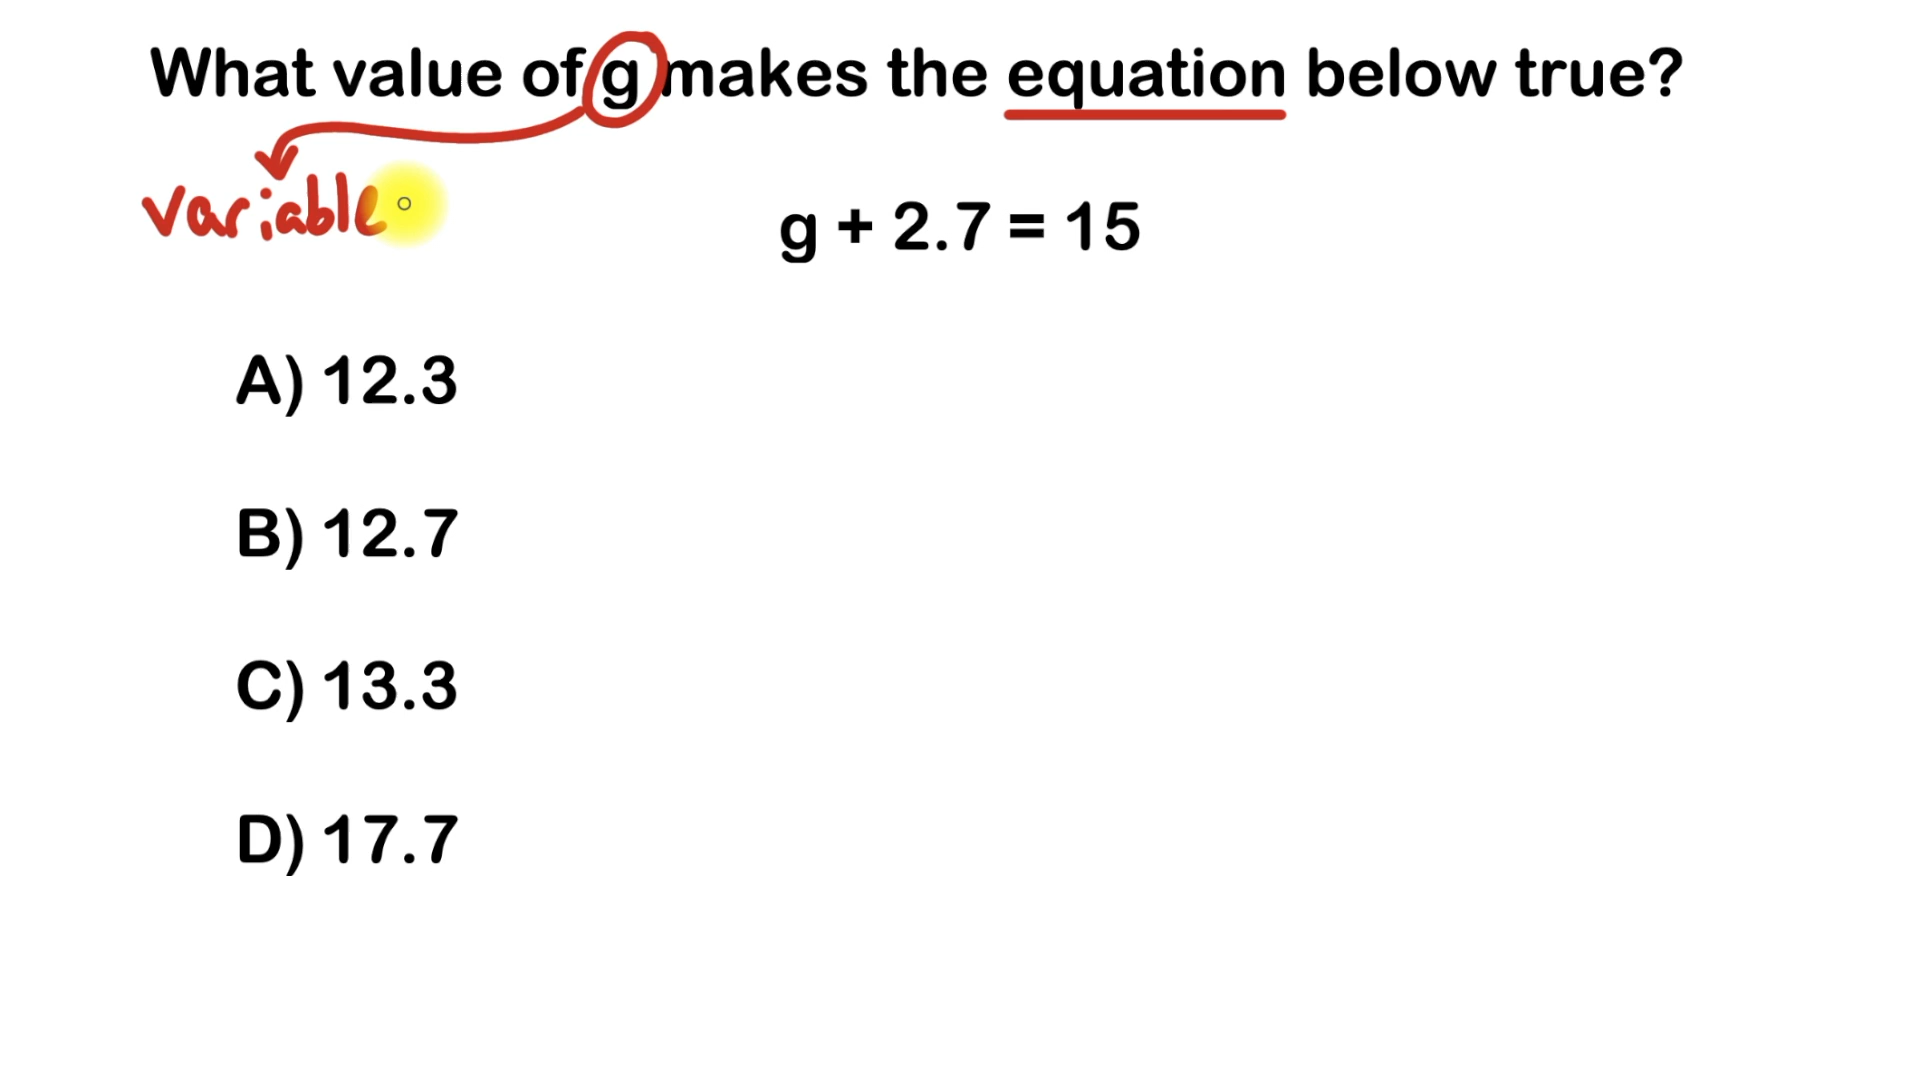 What value of g makes the equation below true?
variable
g + 2.7 = 15
A) 12.3
B) 12.7
C) 13.3
D) 17.7